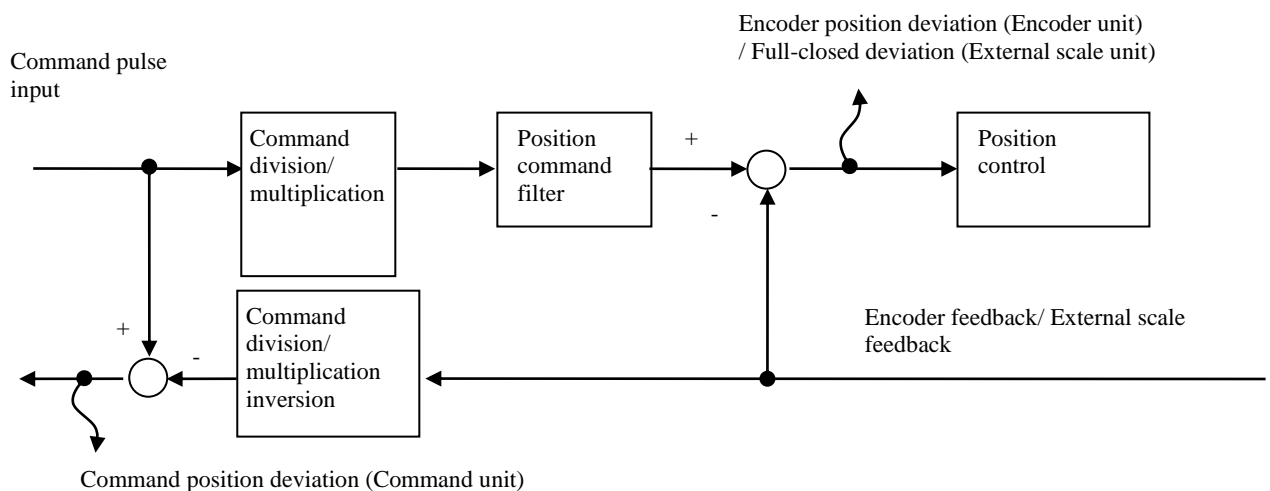 Encoder position deviation (Encoder unit)
/ Full-closed deviation (External scale unit)
Command pulse
input
Command
division/
multiplication
Position
command
filter
+
-
Position
control
Command
division/
multiplication
inversion
+
-
Encoder feedback/ External scale
feedback
Command position deviation (Command unit)